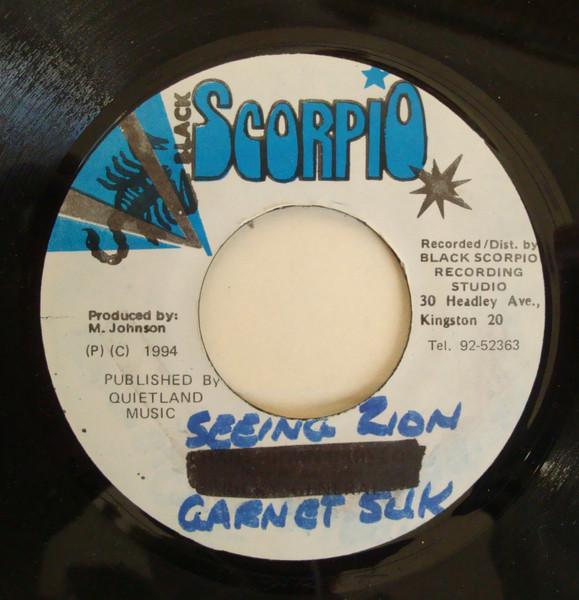 BLACK
SCORPIO
Recorded/Dist. by
BLACK SCORPIO
RECORDING
STUDIO
30 Headley Ave.,
Kingston 20
Tel. 92-52363
Produced by:
M. Johnson
(P) (C) 1994
PUBLISHED By
QUIETLAND
MUSIC
SEEING ZION
GARNET SILK